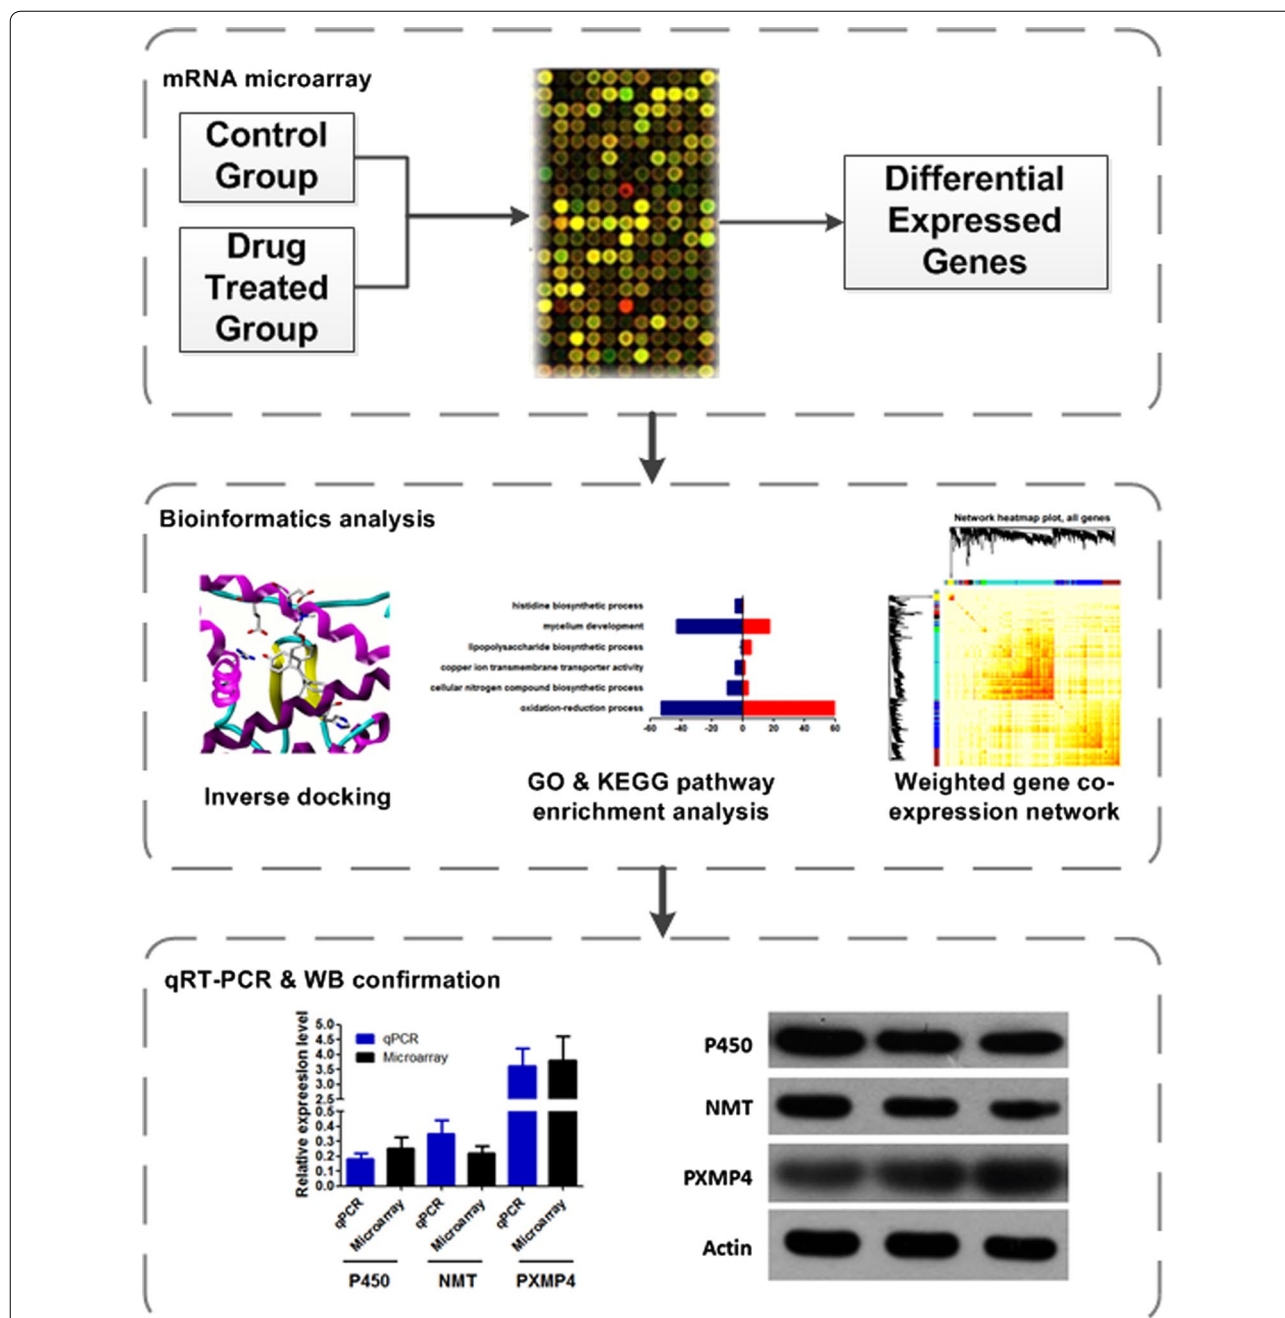 mRNA microarray
Control
Group
Drug
Treated
Group
Differential
Expressed
Genes
Bioinformatics analysis
Inverse docking
histidine biosynthetic process
mycelium development
lipopolysaccharide biosynthetic process
copper ion transmembrane transporter activity
cellular nitrogen compound biosynthetic process
oxidation-reduction process
-60 -40 -20 0 20 40 60
GO & KEGG pathway
enrichment analysis
Network heatmap plot, all genes
Weighted gene co-
expression network
qRT-PCR & WB confirmation
Relative expreesion level
5.0
4.5
4.0
3.5
3.0
2.5
0.5
0.4
0.3
0.2
0.1
0.0
qPCR
Microarray
qPCR
Microarray
qPCR
Microarray
qPCR
Microarray
P450 NMT PXMP4
P450
NMT
PXMP4
Actin